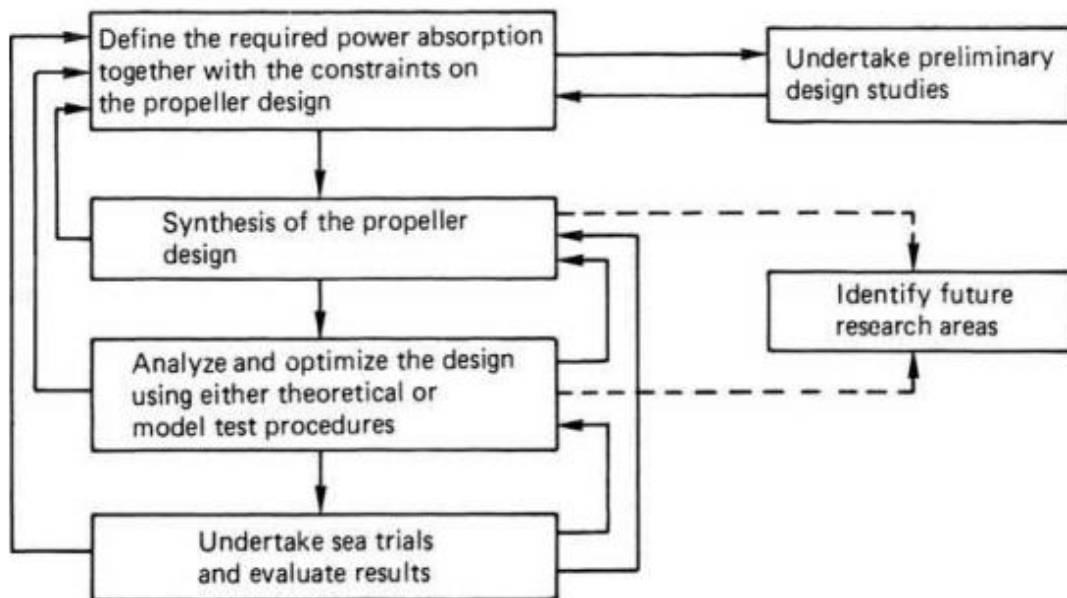 Define the required power absorption
together with the constraints on
the propeller design
Undertake preliminary
design studies
Synthesis of the propeller
design
Identify future
research areas
Analyze and optimize the design
using either theoretical or
model test procedures
Undertake sea trials
and evaluate results